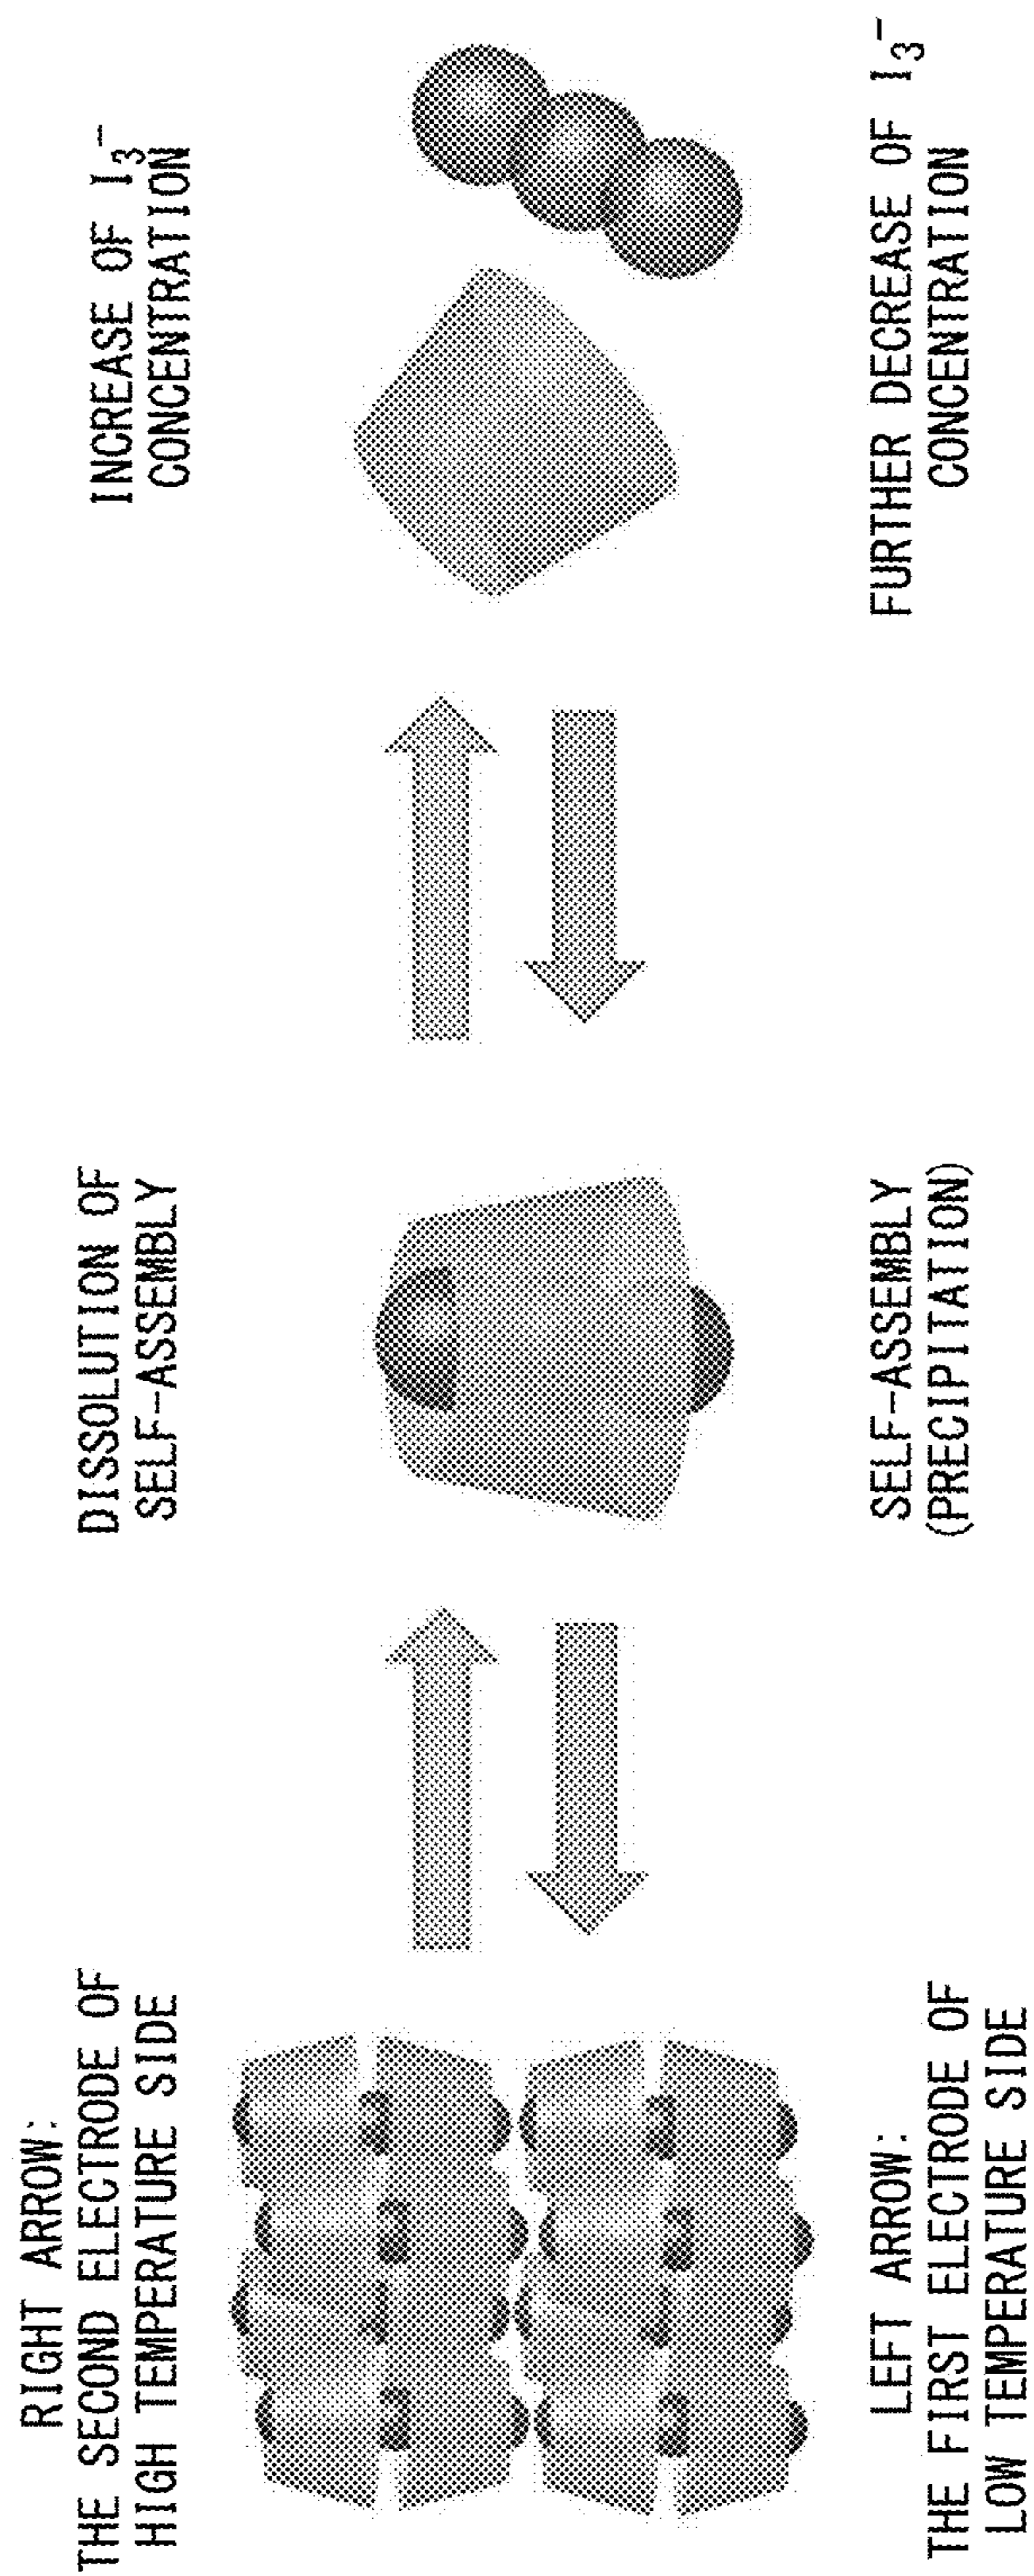 RIGHT ARROW:
THE SECOND ELECTRODE OF
HIGH TEMPERATURE SIDE
DISSOLUTION OF
SELF-ASSEMBLY
INCREASE OF I₃⁻
CONCENTRATION
LEFT ARROW:
THE FIRST ELECTRODE OF
LOW TEMPERATURE SIDE
SELF-ASSEMBLY
(PRECIPITATION)
FURTHER DECREASE OF I₃⁻
CONCENTRATION